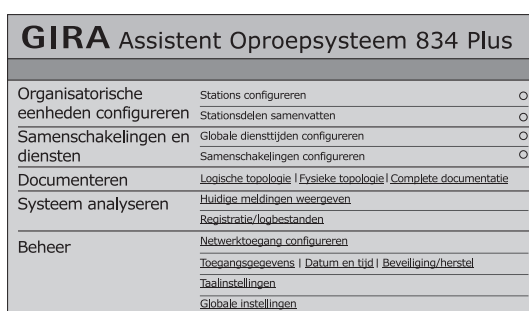 GIRA Assistent Oproepsysteem 834 Plus
Organisatorische eenheden configureren
Stations configureren
Stationsdelen samenvatten
Samenschakelingen en diensten
Globale diensttijden configureren
Samenschakelingen configureren
Documenteren
Logische topologie | Fysieke topologie | Complete documentatie
Systeem analyseren
Huidige meldingen weergeven
Registratie/logbestanden
Beheer
Netwerktoegang configureren
Toegangsgegevens | Datum en tijd | Beveiliging/herstel
Taalinstellingen
Globale instellingen